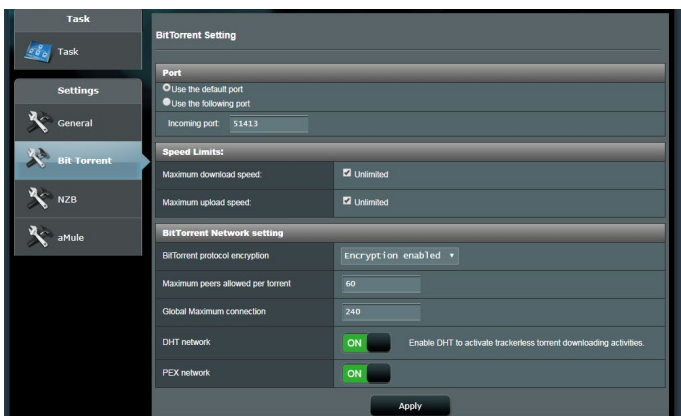 Task
Task
Settings
General
Bit Torrent
NZB
aMule
BitTorrent Setting
Port
Use the default port
Use the following port
Incoming port: 51413
Speed Limits:
Maximum download speed: Unlimited
Maximum upload speed: Unlimited
BitTorrent Network setting
BitTorrent protocol encryption Encryption enabled
Maximum peers allowed per torrent 60
Global Maximum connection 240
DHT network ON Enable DHT to activate trackerless torrent downloading activities.
PEX network ON
Apply